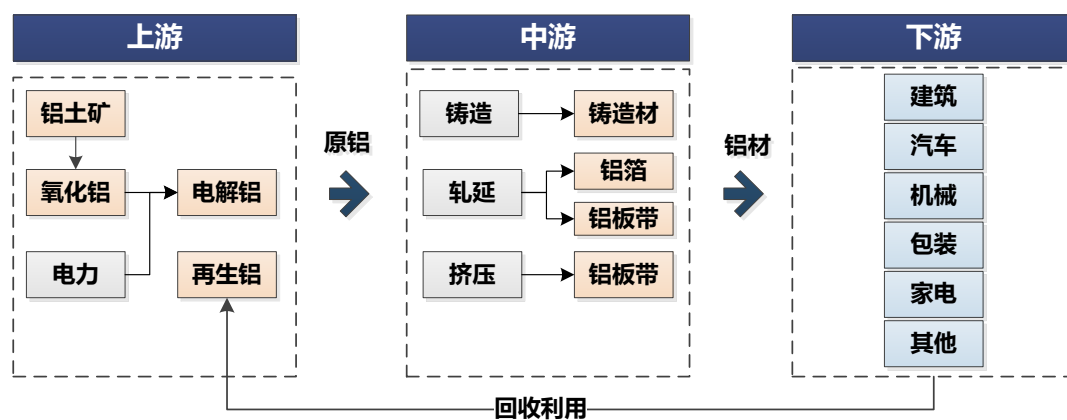 上游
铝土矿
氧化铝
电解铝
电力
再生铝
原铝
中游
铸造
铸造材
轧延
铝箔
铝板带
挤压
铝板带
铝材
下游
建筑
汽车
机械
包装
家电
其他
回收利用